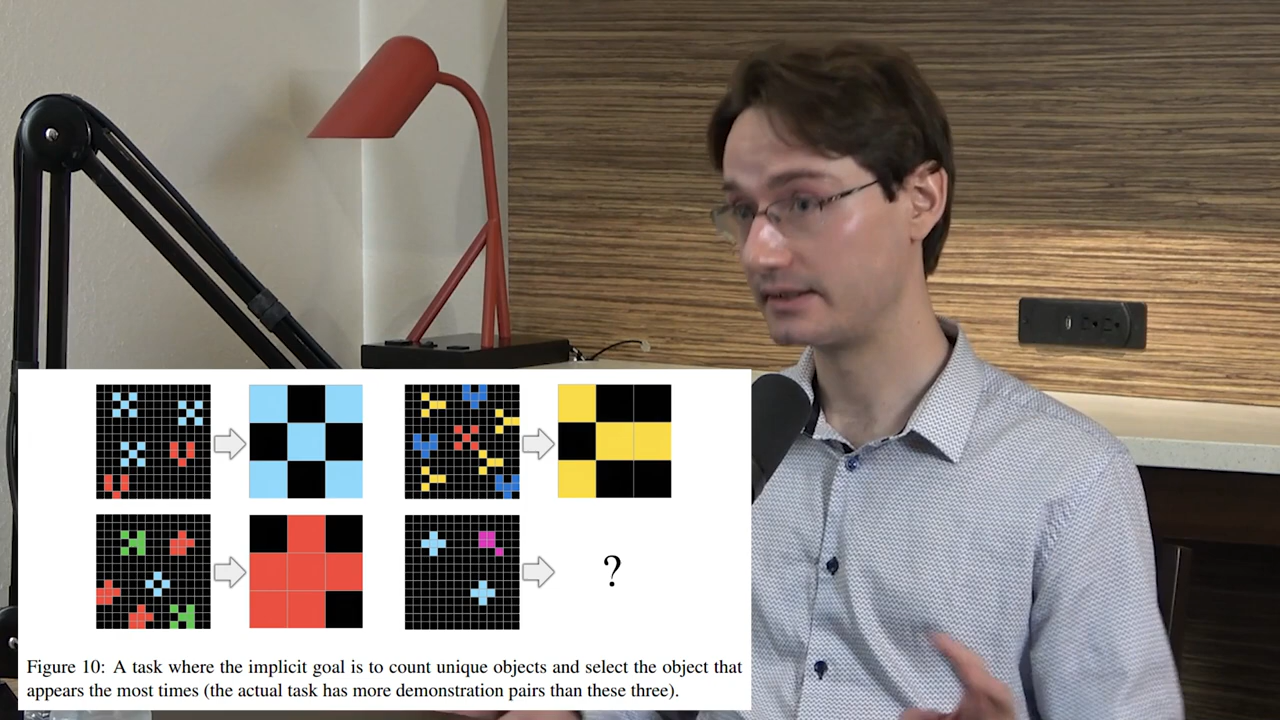 ?
Figure 10: A task where the implicit goal is to count unique objects and select the object that
appears the most times (the actual task has more demonstration pairs than these three).